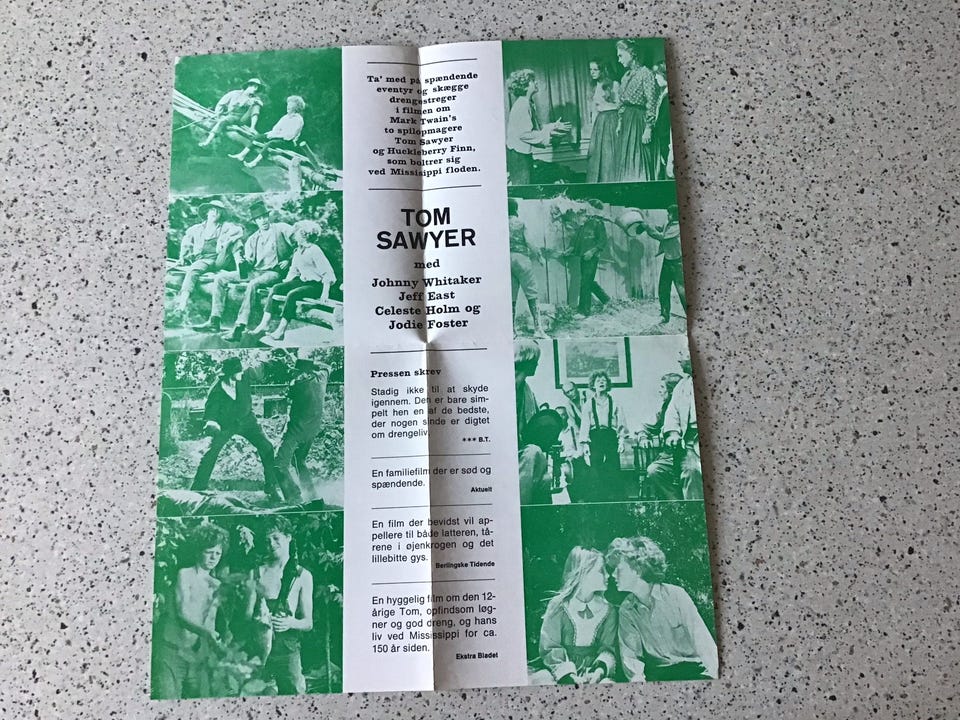 Ta' med på spændende
eventyr og skægge
drengestreger
i filmen om
Mark Twain's
to spilopmagere
Tom Sawyer
og Huckleberry Finn,
som boltrer sig
ved Missisippi floden.
TOM
SAWYER
med
Johnny Whitaker
Jeff East
Celeste Holm og
Jodie Foster
Pressen skrev
Stadig ikke til at skyde
igennem. Den er bare sim-
pelt hen en af de bedste,
der nogen sinde er digtet
om drengeliv.
*** B.T.
En familiefilm der er sød og
spændende.
Aktuelt
En film der bevidst vil ap-
pellere til både latteren, tå-
rene i øjenkrogen og det
lillebitte gys.
Berlingske Tidende
En hyggelig film om den 12-
årige Tom, opfindsom løg-
ner og god dreng, og hans
liv ved Mississippi for ca.
150 år siden.
Ekstra Bladet